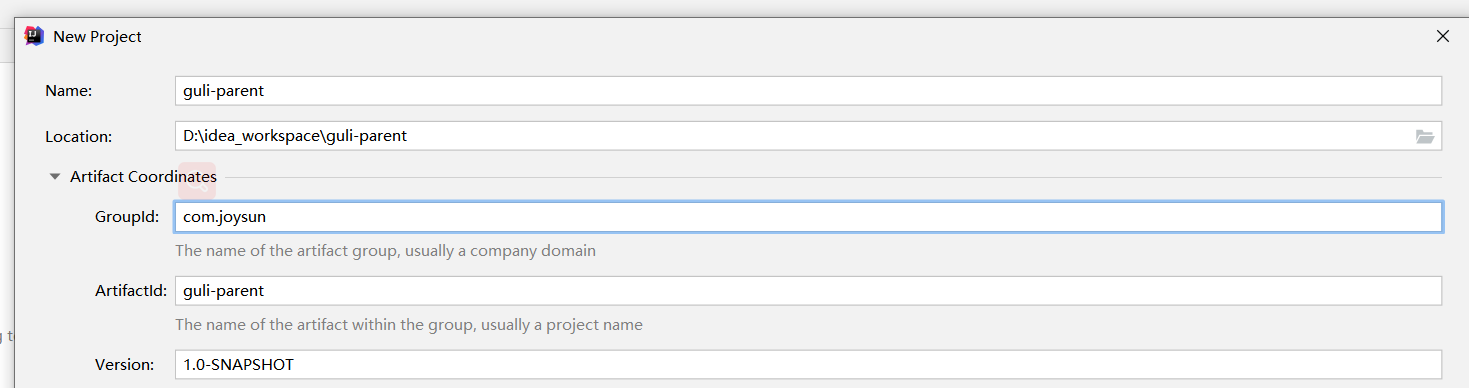 New Project
Name: guli-parent
Location: D:\idea_workspace\guli-parent
Artifact Coordinates
GroupId: com.joysun
The name of the artifact group, usually a company domain
ArtifactId: guli-parent
The name of the artifact within the group, usually a project name
Version: 1.0-SNAPSHOT